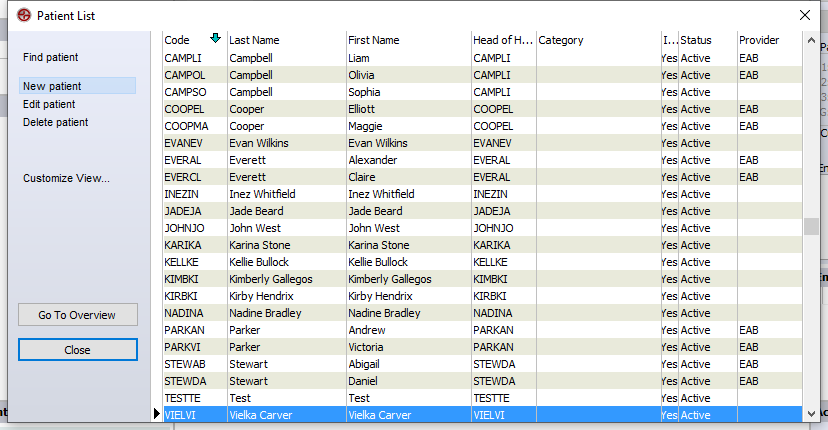 Patient List
Find patient
New patient
Edit patient
Delete patient
Customize View...
Go To Overview
Close
Code Last Name First Name Head of H... Category I... Status Provider
CAMPLI Campbell Liam CAMPLI Yes Active EAB
CAMPOL Campbell Olivia CAMPLI Yes Active EAB
CAMPSO Campbell Sophia CAMPLI Yes Active
COOPEL Cooper Elliott COOPEL Yes Active EAB
COOPMA Cooper Maggie COOPEL Yes Active EAB
EVANEV Evan Wilkins Evan Wilkins EVANEV Yes Active
EVERAL Everett Alexander EVERAL Yes Active EAB
EVERCL Everett Claire EVERAL Yes Active EAB
INEZIN Inez Whitfield Inez Whitfield INEZIN Yes Active
JADEJA Jade Beard Jade Beard JADEJA Yes Active
JOHNJO John West John West JOHNJO Yes Active
KARIKA Karina Stone Karina Stone KARIKA Yes Active
KELLKE Kellie Bullock Kellie Bullock KELLKE Yes Active
KIMBKI Kimberly Gallegos Kimberly Gallegos KIMBKI Yes Active
KIRBKI Kirby Hendrix Kirby Hendrix KIRBKI Yes Active
NADINA Nadine Bradley Nadine Bradley NADINA Yes Active
PARKAN Parker Andrew PARKAN Yes Active EAB
PARKVI Parker Victoria PARKAN Yes Active EAB
STEWAB Stewart Abigail STEWDA Yes Active EAB
STEWDA Stewart Daniel STEWDA Yes Active EAB
TESTTE Test Test TESTTE Yes Active
VIELVI Vielka Carver Vielka Carver VIELVI Yes Active